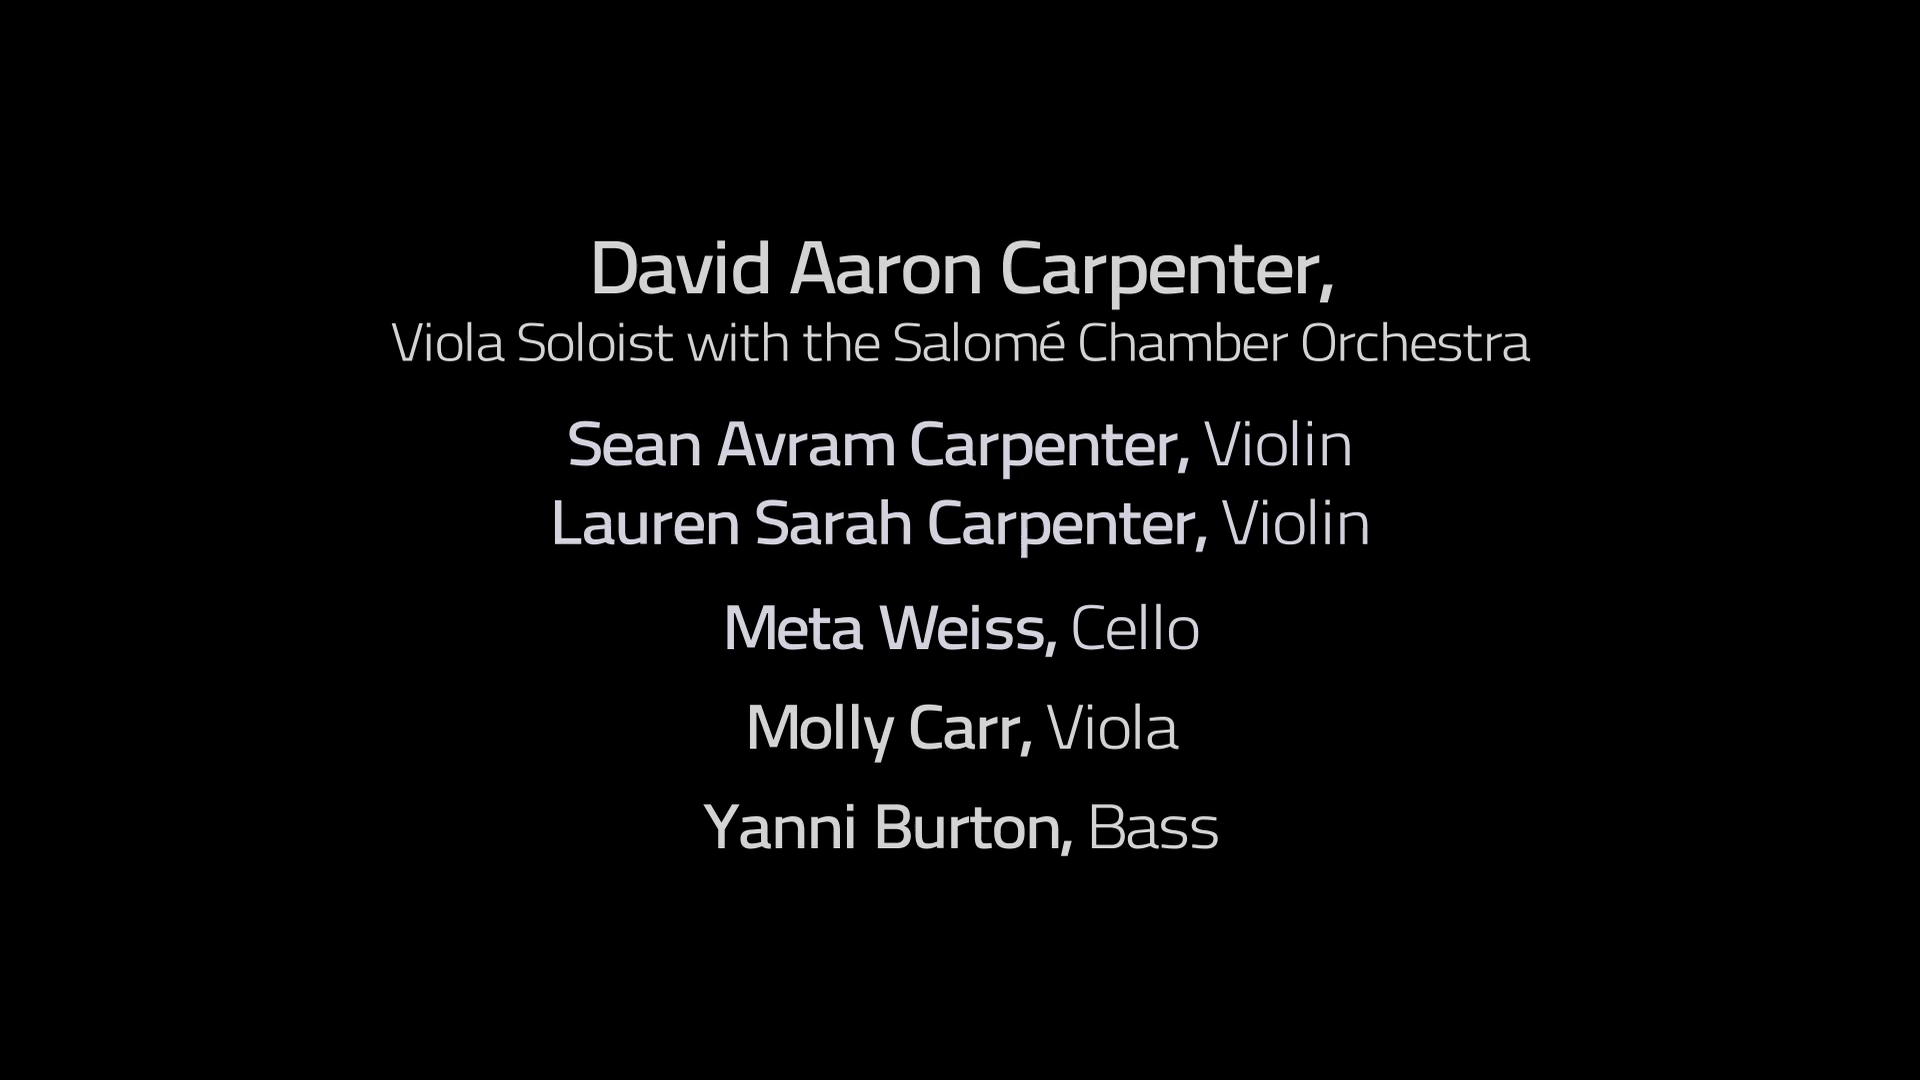 David Aaron Carpenter,
Viola Soloist with the Salomé Chamber Orchestra
Sean Avram Carpenter, Violin
Lauren Sarah Carpenter, Violin
Meta Weiss, Cello
Molly Carr, Viola
Yanni Burton, Bass